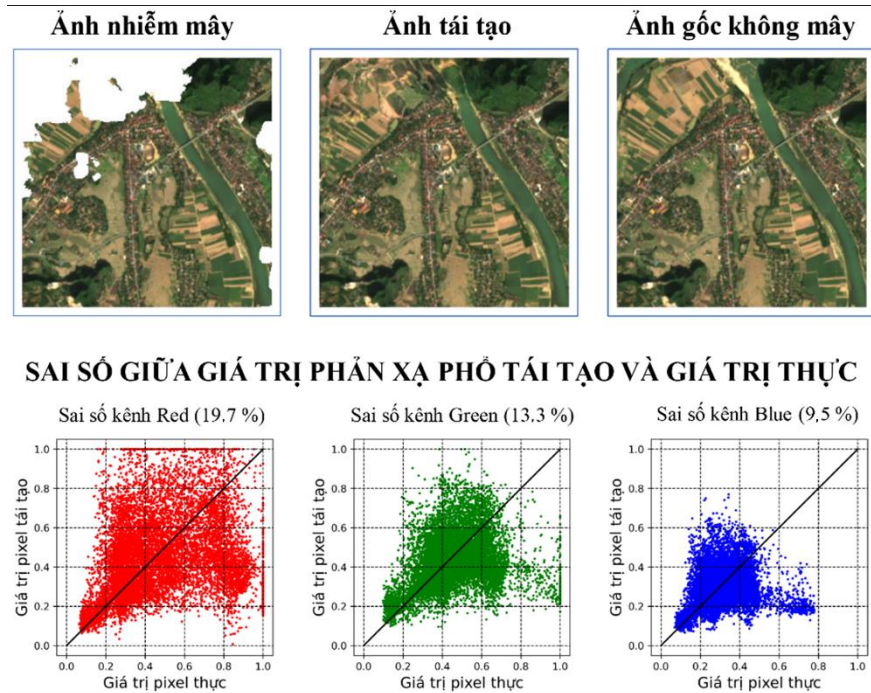 Ảnh nhiễm mây
Ảnh tái tạo
Ảnh gốc không mây
SAI SỐ GIỮA GIÁ TRỊ PHẢN XẠ PHỔ TÁI TẠO VÀ GIÁ TRỊ THỰC
Sai số kênh Red (19.7 %)
Sai số kênh Green (13.3 %)
Sai số kênh Blue (9.5 %)
Giá trị pixel tái tạo
1.0
0.8
0.6
0.4
0.2
0.0
0.0 0.2 0.4 0.6 0.8 1.0
Giá trị pixel thực
Giá trị pixel tái tạo
1.0
0.8
0.6
0.4
0.2
0.0
0.0 0.2 0.4 0.6 0.8 1.0
Giá trị pixel thực
Giá trị pixel tái tạo
1.0
0.8
0.6
0.4
0.2
0.0
0.0 0.2 0.4 0.6 0.8 1.0
Giá trị pixel thực